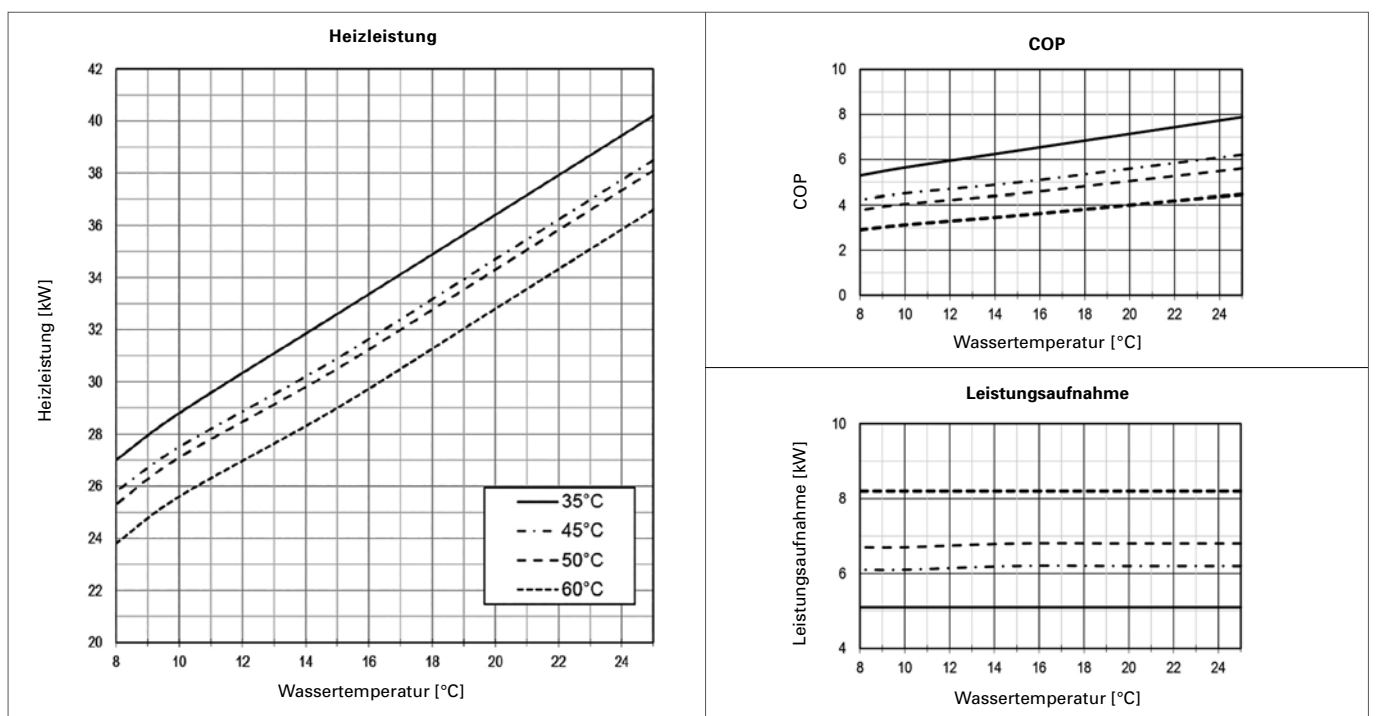 Heizleistung
42
40
38
36
34
32
30
28
26
24
22
20
Heizleistung [kW]
35°C
45°C
50°C
60°C
8 10 12 14 16 18 20 22 24
Wassertemperatur [°C]
COP
10
8
6
4
2
0
COP
8 10 12 14 16 18 20 22 24
Wassertemperatur [°C]
Leistungsaufnahme
10
8
6
4
Leistungsaufnahme [kW]
8 10 12 14 16 18 20 22 24
Wassertemperatur [°C]